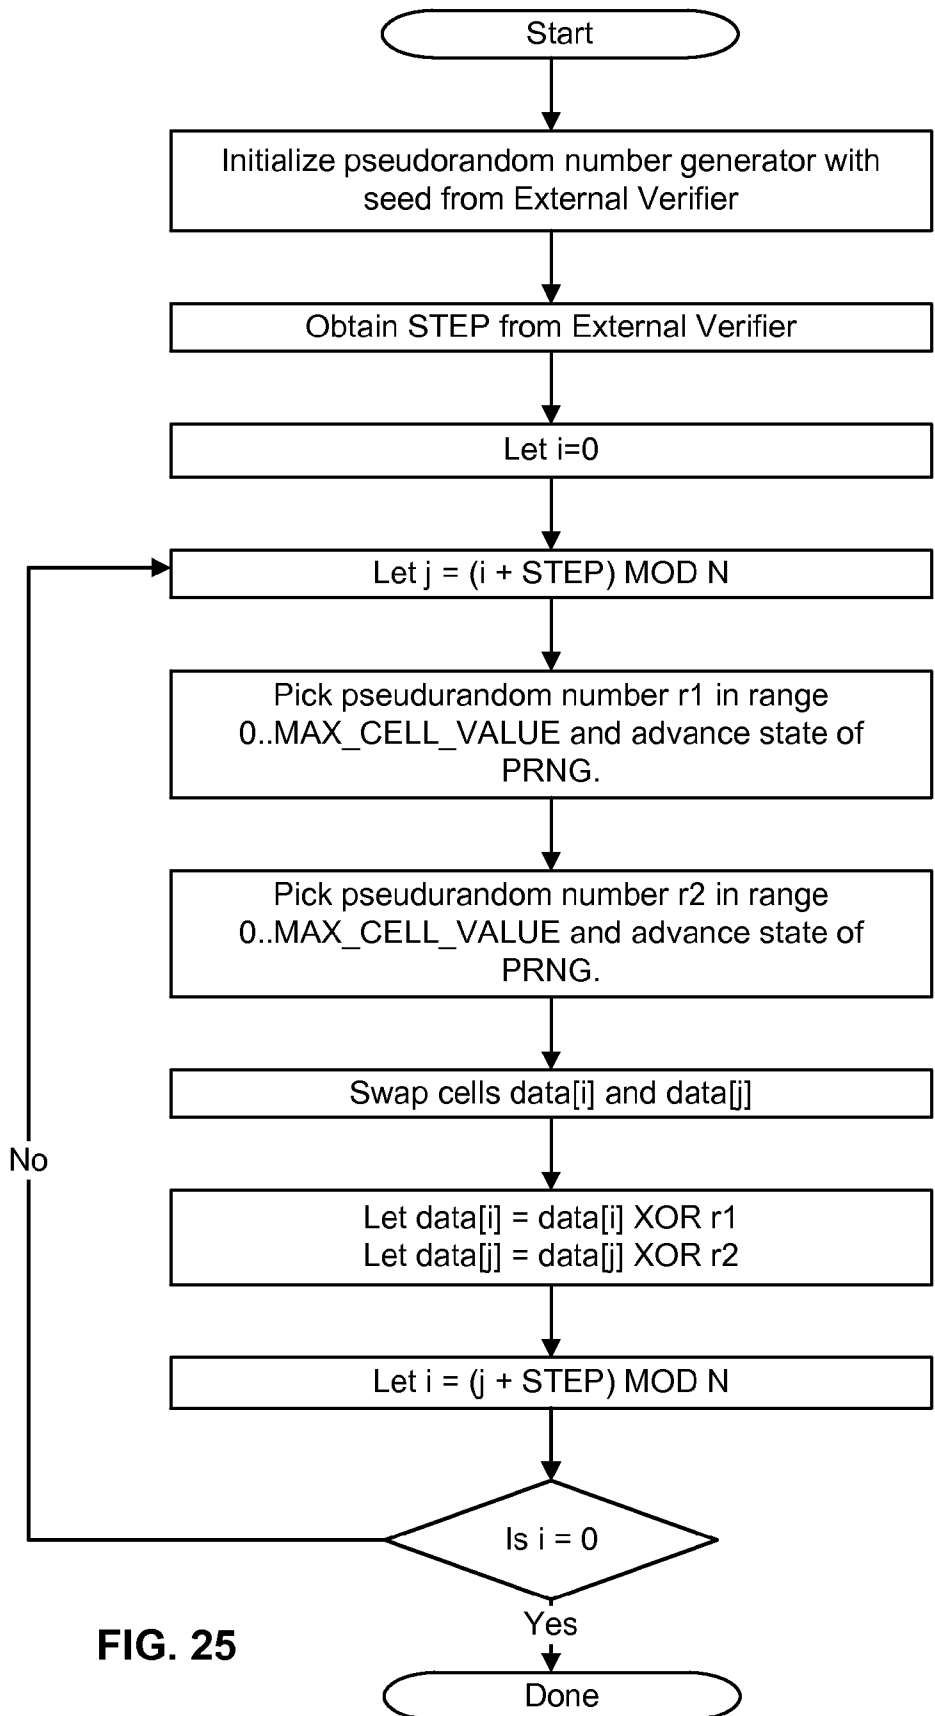 Start
Initialize pseudorandom number generator with
seed from External Verifier
Obtain STEP from External Verifier
Let i=0
Let j = (i + STEP) MOD N
Pick pseudurandom number r1 in range
0..MAX_CELL_VALUE and advance state of
PRNG.
Pick pseudurandom number r2 in range
0..MAX_CELL_VALUE and advance state of
PRNG.
Swap cells data[i] and data[j]
No
Let data[i] = data[i] XOR r1
Let data[j] = data[j] XOR r2
Let i = (j + STEP) MOD N
Is i = 0
Yes
FIG. 25
Done